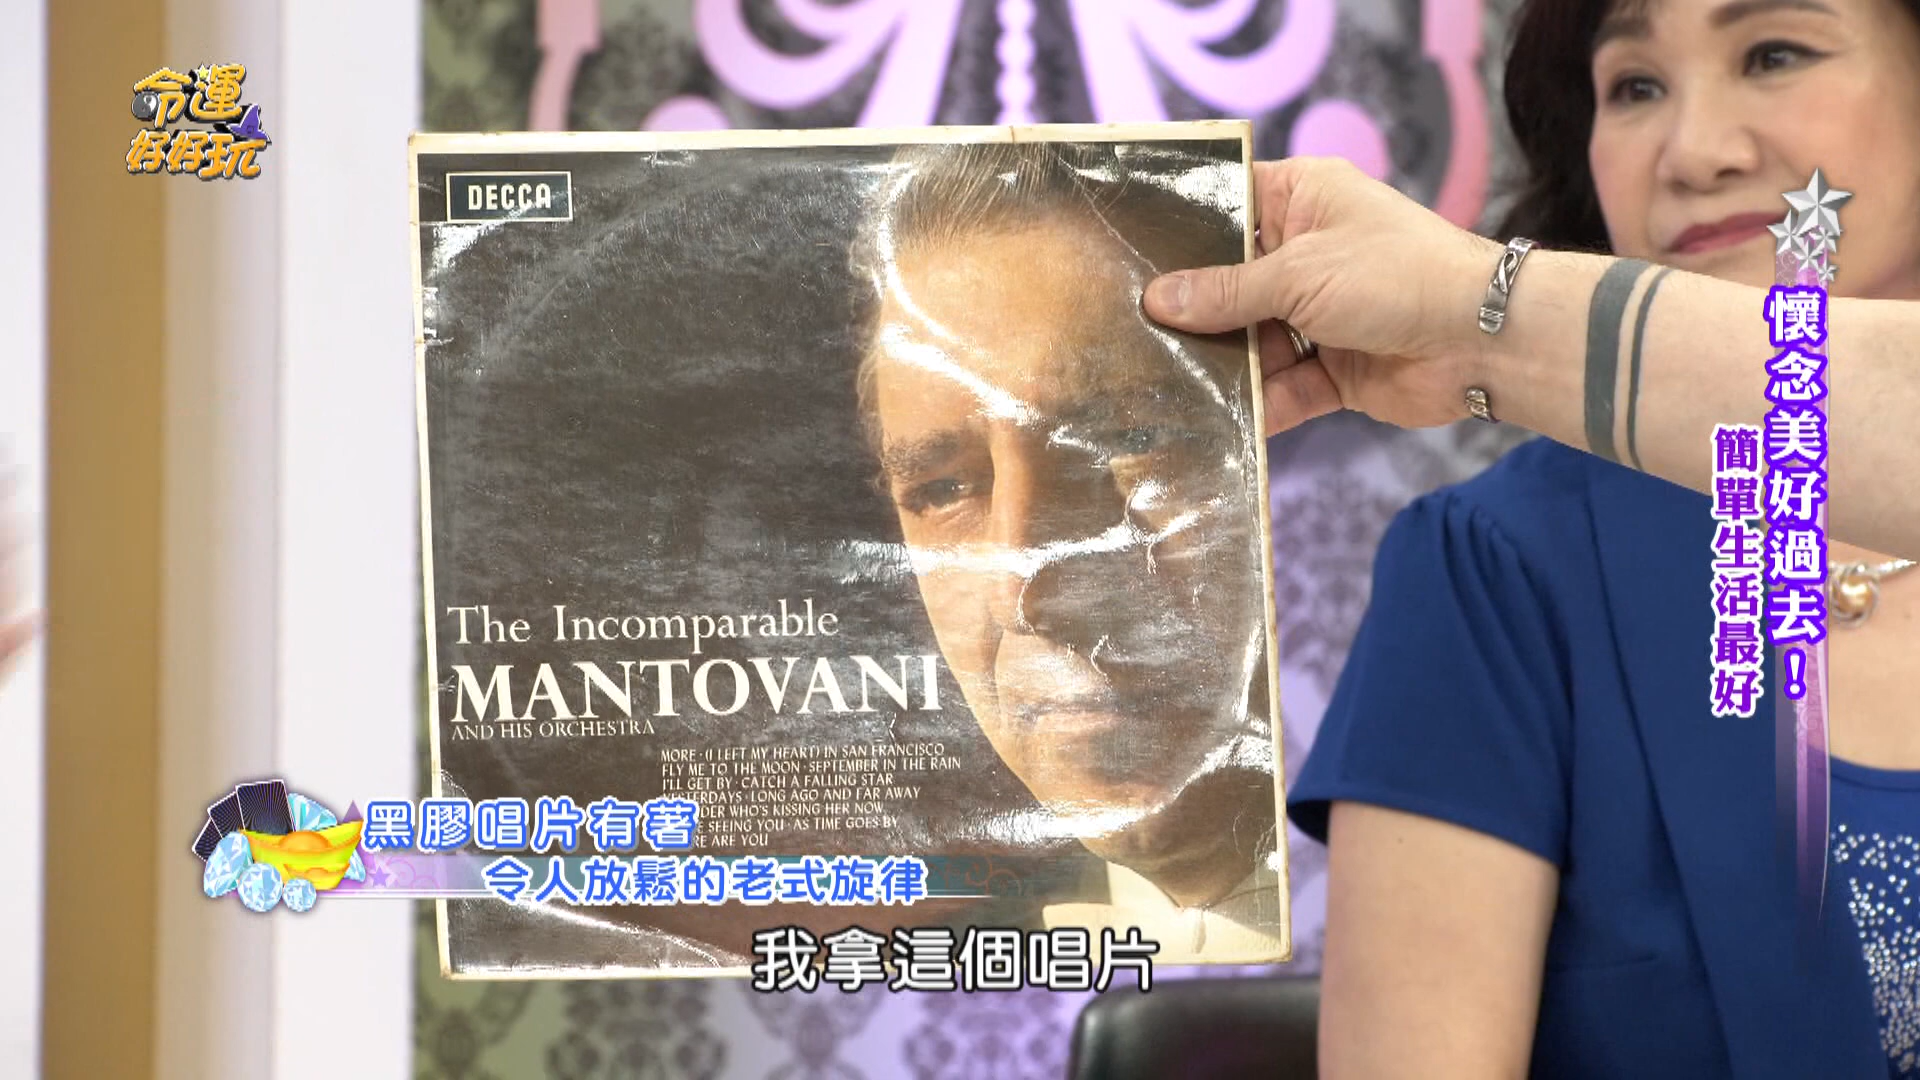 命運
好好玩
DECCA
The Incomparable
MANTOVANI
AND HIS ORCHESTRA
MORE · (I LEFT MY HEART) IN SAN FRANCISCO
FLY ME TO THE MOON · SEPTEMBER IN THE RAIN
I'LL GET BY · CATCH A FALLING STAR
YESTERDAYS · LONG AGO AND FAR AWAY
WHO'S KISSING HER NOW
SEEING YOU · AS TIME GOES BY
ARE YOU
懷念美好過去!
簡單生活最好
黑膠唱片有著
令人放鬆的老式旋律
我拿這個唱片